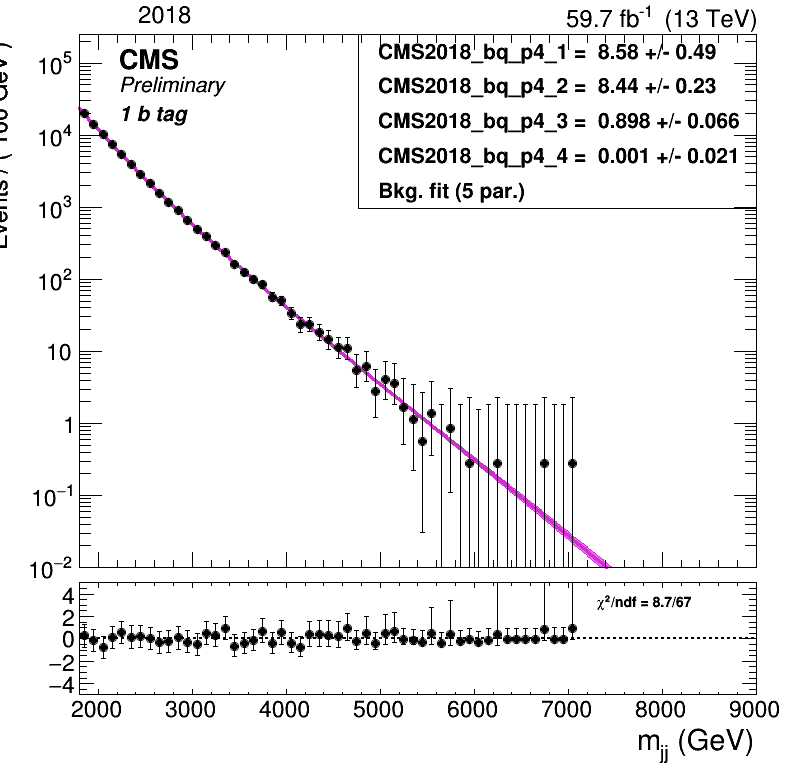 2018
59.7 fb⁻¹ (13 TeV)
CMS
Preliminary
1 b tag
CMS2018_bq_p4_1 = 8.58 +/- 0.49
CMS2018_bq_p4_2 = 8.44 +/- 0.23
CMS2018_bq_p4_3 = 0.898 +/- 0.066
CMS2018_bq_p4_4 = 0.001 +/- 0.021
Bkg. fit (5 par.)
Events / ( 100 GeV )
10⁵
10⁴
10³
10²
10
1
10⁻¹
10⁻²
χ²/ndf = 8.7/67
4
2
0
−2
−4
2000 3000 4000 5000 6000 7000 8000 9000
m_jj (GeV)